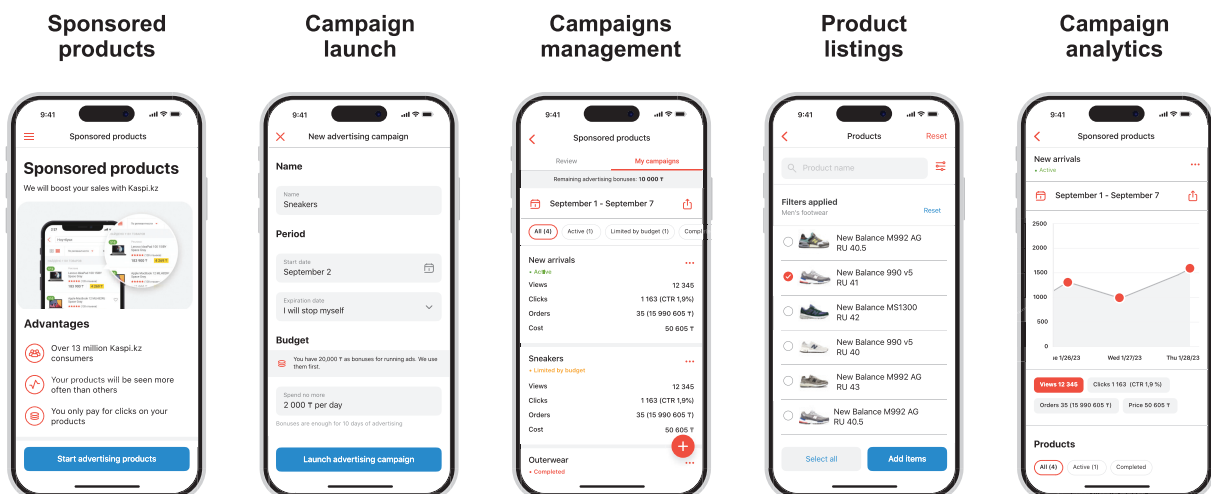 Sponsored
products
Campaign
launch
Campaigns
management
Product
listings
Campaign
analytics
9:41
Sponsored products
Sponsored products
We will boost your sales with Kaspi.kz
Advantages
Over 13 million Kaspi.kz
consumers
Your products will be seen more
often than others
You only pay for clicks on your
products
Start advertising products
9:41
New advertising campaign
Name
Name
Sneakers
Period
Start date
September 2
Expiration date
I will stop myself
Budget
You have 20,000 ₸ as bonuses for running ads. We use
them first.
Spend no more
2 000 ₸ per day
Bonuses are enough for 10 days of advertising
Launch advertising campaign
9:41
Sponsored products
Review
My campaigns
Remaining advertising bonuses: 10 000 ₸
September 1 - September 7
All (4)
Active (1)
Limited by budget (1)
Compl
New arrivals
• Active
Views 12 345
Clicks 1 163 (CTR 1,9%)
Orders 35 (15 990 605 ₸)
Cost 50 605 ₸
Sneakers
• Limited by budget
Views 12 345
Clicks 1 163 (CTR 1,9%)
Orders 35 (15 990 605 ₸)
Cost 50 605 ₸
Outerwear
• Completed
9:41
Products
Reset
Product name
Filters applied
Men's footwear
Reset
New Balance M992 AG
RU 40.5
New Balance 990 v5
RU 41
New Balance MS1300
RU 42
New Balance 990 v5
RU 40
New Balance M992 AG
RU 43
New Balance M992 AG
RU 40.5
Select all
Add items
9:41
Sponsored products
New arrivals
• Active
September 1 - September 7
2500
2000
1500
1000
500
0
ue 1/26/23
Wed 1/27/23
Thu 1/28/23
Views 12 345
Clicks 1 163 (CTR 1,9 %)
Orders 35 (15 990 605 ₸)
Price 50 605 ₸
Products
All (4)
Active (1)
Completed